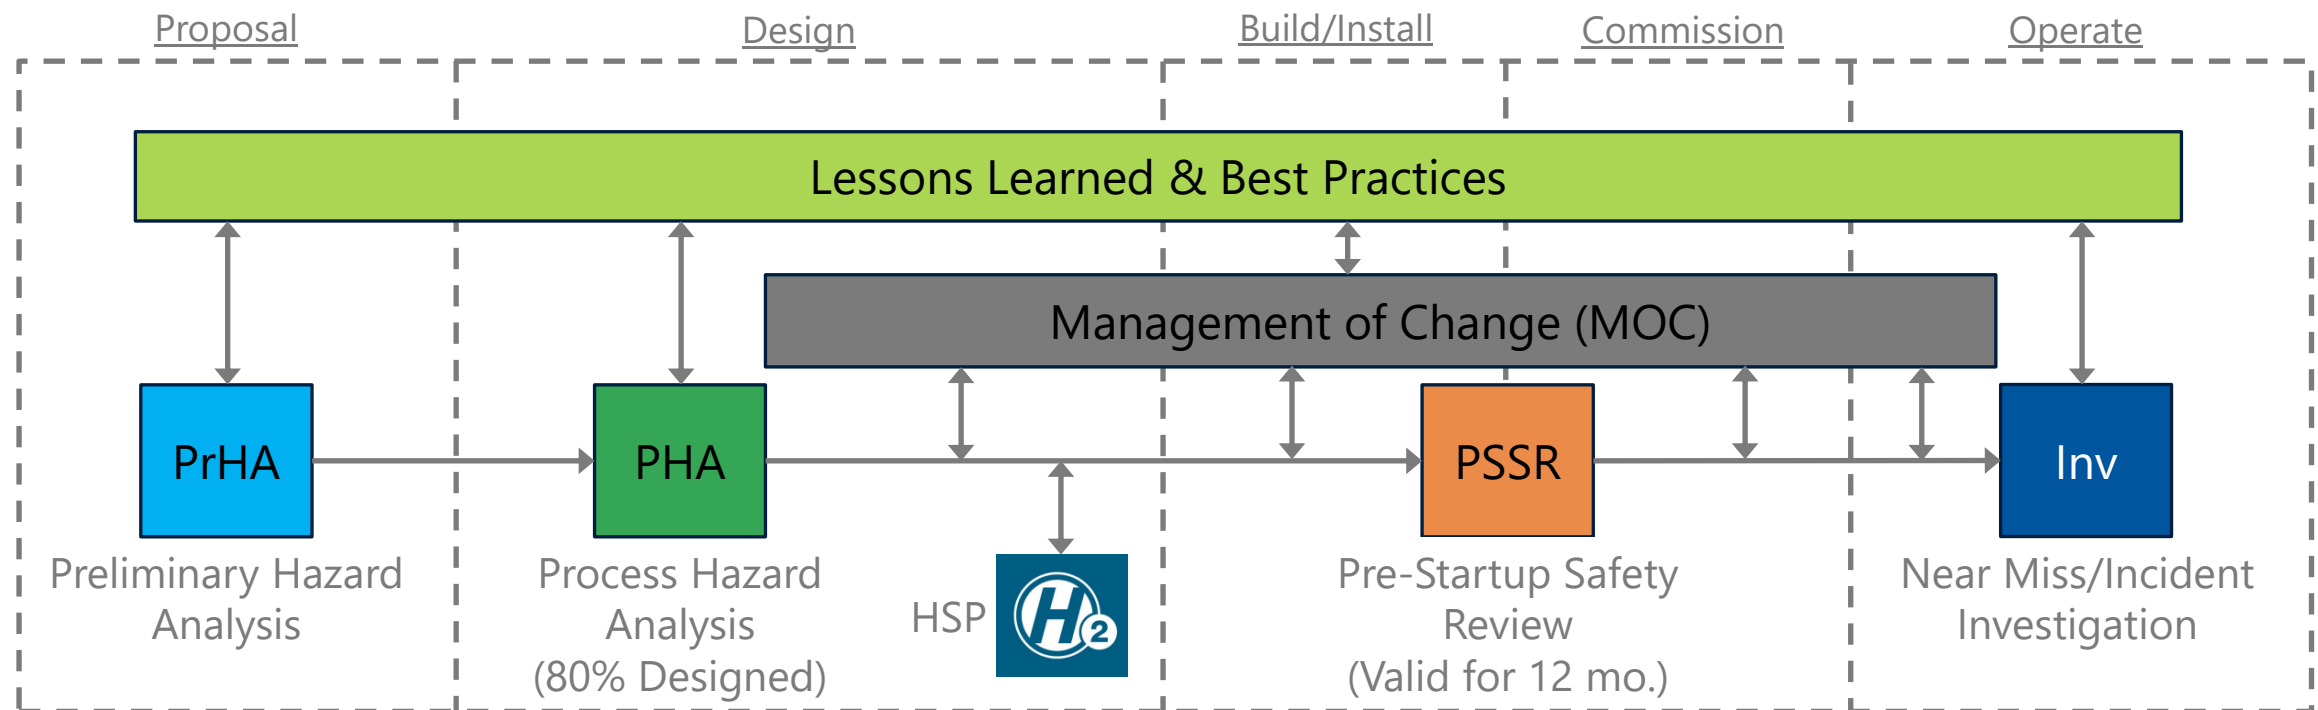 Proposal
Design
Build/Install
Commission
Operate
Lessons Learned & Best Practices
Management of Change (MOC)
PrHA
PHA
PSSR
Inv
Preliminary Hazard
Analysis
Process Hazard
Analysis
(80% Designed)
HSP
H2
Pre-Startup Safety
Review
(Valid for 12 mo.)
Near Miss/Incident
Investigation